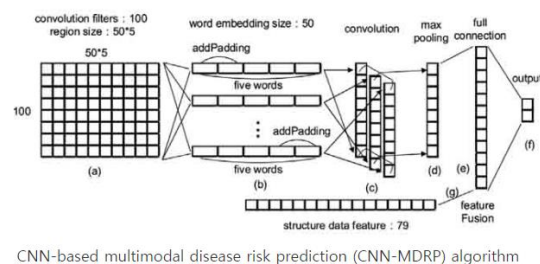 convolution filters : 100
region size : 50*5
word embedding size : 50
convolution
max
pooling
full
connection
50*5
addPadding
five words
output
100
addPadding
five words
(a)
(b)
(c)
(d)
(e)
(f)
(g)
feature
Fusion
structure data feature : 79
CNN-based multimodal disease risk prediction (CNN-MDRP) algorithm